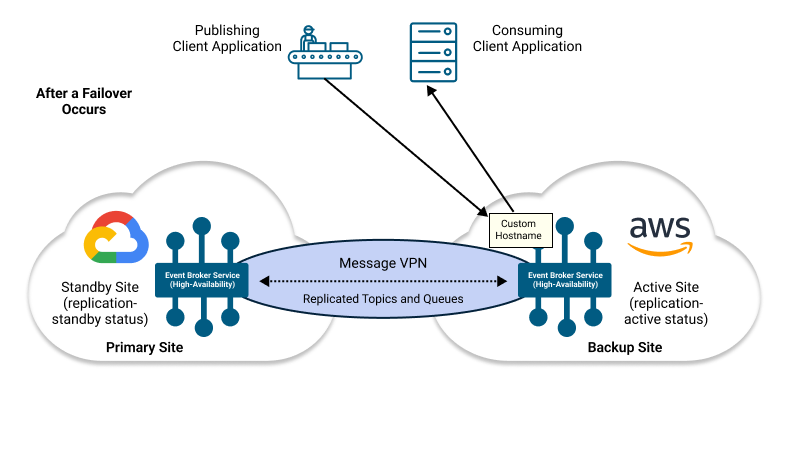 Publishing
Client Application
Consuming
Client Application
After a Failover
Occurs
Custom
Hostname
aws
Message VPN
Event Broker Service
(High-Availability)
Event Broker Service
(High-Availability)
Standby Site
(replication-
standby status)
Replicated Topics and Queues
Active Site
(replication-
active status)
Primary Site
Backup Site